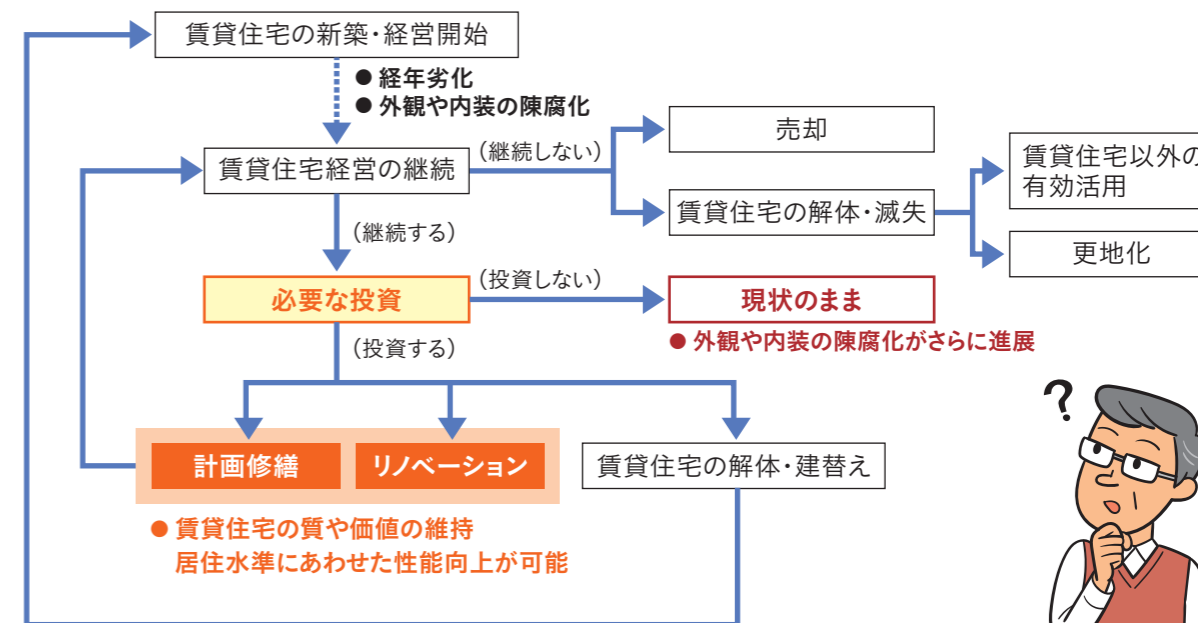 賃貸住宅の新築・経営開始
● 経年劣化
● 外観や内装の陳腐化
賃貸住宅経営の継続
（継続しない）
売却
賃貸住宅の解体・滅失
賃貸住宅以外の
有効活用
更地化
（継続する）
必要な投資
（投資しない）
現状のまま
● 外観や内装の陳腐化がさらに進展
（投資する）
計画修繕
リノベーション
賃貸住宅の解体・建替え
● 賃貸住宅の質や価値の維持
居住水準にあわせた性能向上が可能
?